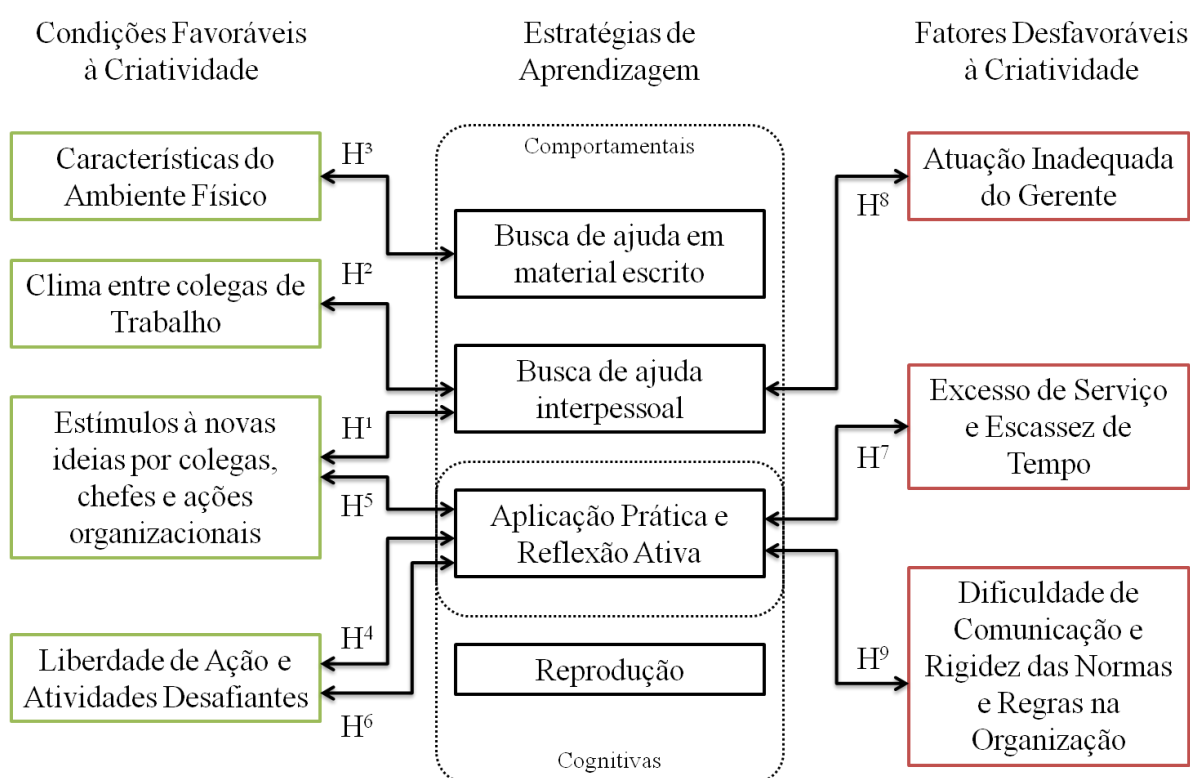 Condições Favoráveis
à Criatividade
Estratégias de
Aprendizagem
Fatores Desfavoráveis
à Criatividade
Características do
Ambiente Físico
H³
Clima entre colegas de
Trabalho
H²
Estímulos à novas
ideias por colegas,
chefes e ações
organizacionais
H¹
H⁵
Liberdade de Ação e
Atividades Desafiantes
H⁴
H⁶
Comportamentais
Busca de ajuda em
material escrito
Busca de ajuda
interpessoal
Aplicação Prática e
Reflexão Ativa
Reprodução
Cognitivas
Atuação Inadequada
do Gerente
H⁸
Excesso de Serviço
e Escassez de
Tempo
H⁷
Dificuldade de
Comunicação e
Rigidez das Normas
e Regras na
Organização
H⁹